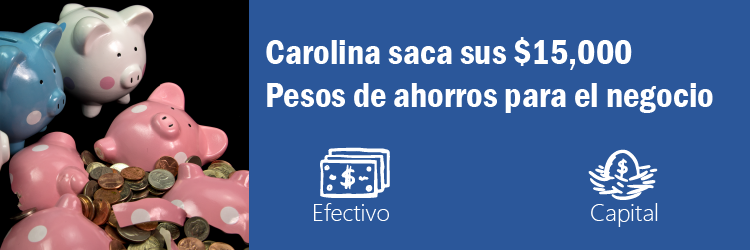 Carolina saca sus $15,000
Pesos de ahorros para el negocio
$
$
Efectivo
Capital